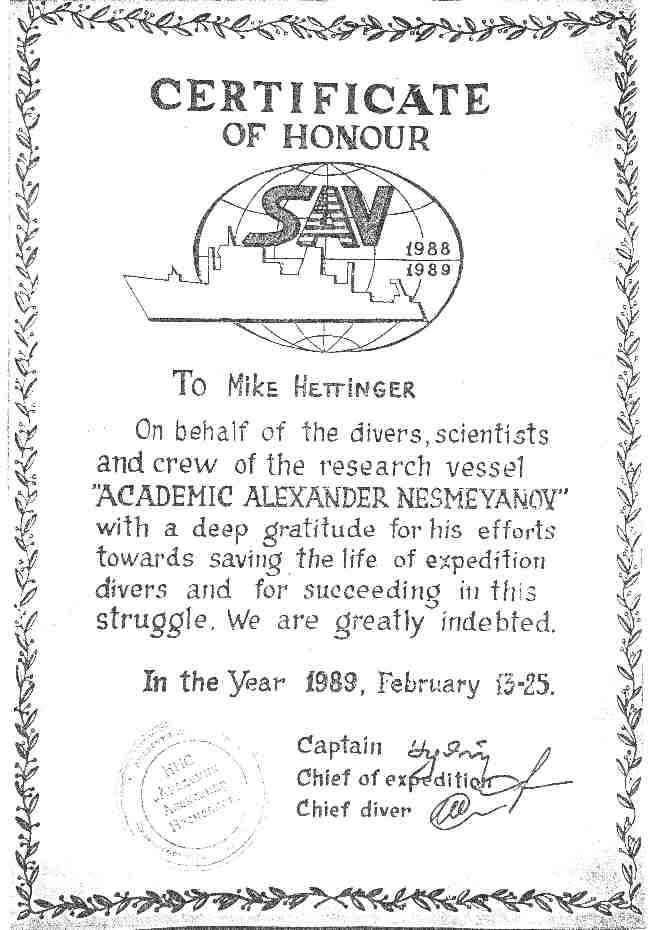 CERTIFICATE
OF HONOUR
SAV
1988
1989
To Mike Hettinger
On behalf of the divers, scientists
and crew of the research vessel
"ACADEMIC ALEXANDER NESMEYANOV"
with a deep gratitude for his efforts
towards saving the life of expedition
divers and for succeeding in this
struggle. We are greatly indebted.
In the Year 1989, February 13-25.
Captain
Chief of expedition
Chief diver
НИС